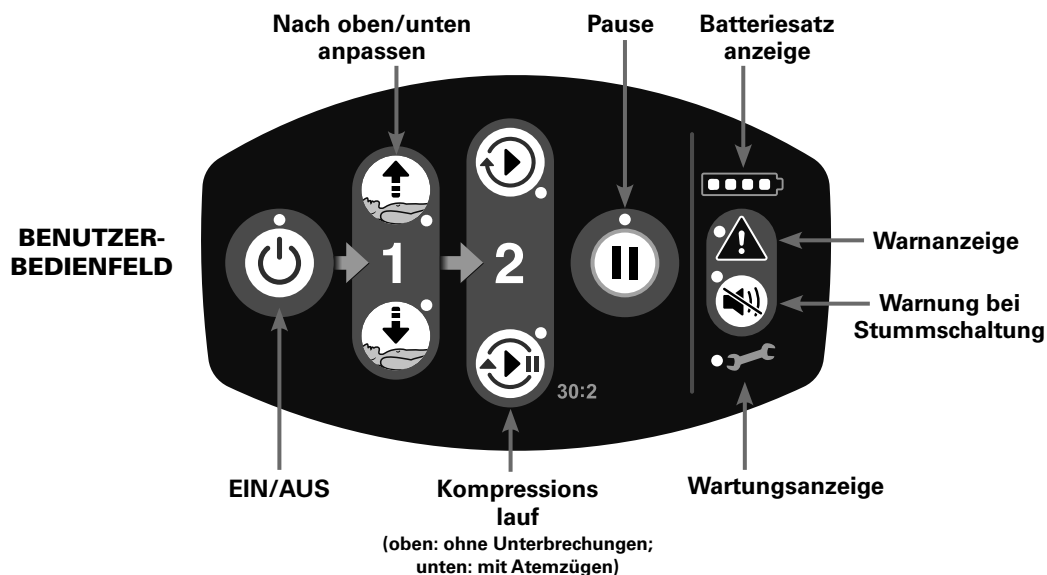 Nach oben/unten
anpassen
Pause
Batteriesatz
anzeige
BENUTZER-
BEDIENFELD
1
2
30:2
Warnanzeige
Warnung bei
Stummschaltung
EIN/AUS
Kompressions
lauf
(oben: ohne Unterbrechungen;
unten: mit Atemzügen)
Wartungsanzeige